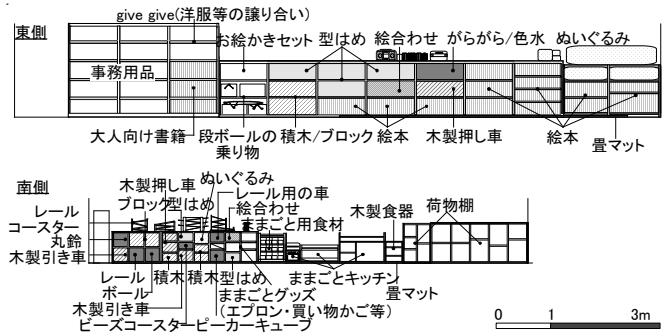 東側
give give(洋服等の譲り合い)
お絵かきセット 型はめ 絵合わせ がらがら/色水 ぬいぐるみ
事務用品
大人向け書籍 段ボールの乗り物 積木/ブロック 絵本 木製押し車 絵本
畳マット
南側
木製押し車 ぬいぐるみ
レール用の車
ブロック 型はめ 絵合わせ
ままごと用食材 木製食器 荷物棚
レール
コースター
丸鈴
木製引き車
レール 積木 積木 型はめ ままごとキッチン
ボール ままごとグッズ 畳マット
木製引き車 (エプロン・買い物かご等)
ビーズコースター ビーカーキューブ
0 1 3m